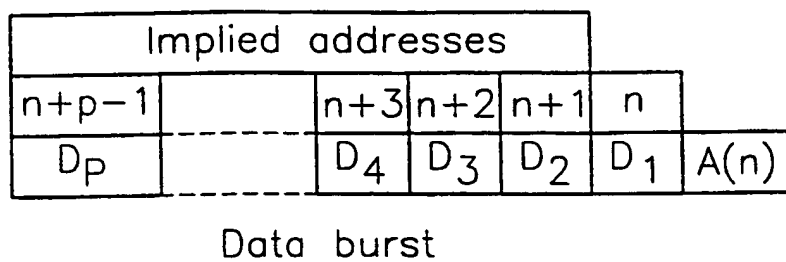 Implied addresses
n+p-1 n+3 n+2 n+1 n
Dp D4 D3 D2 D1 A(n)
Data burst